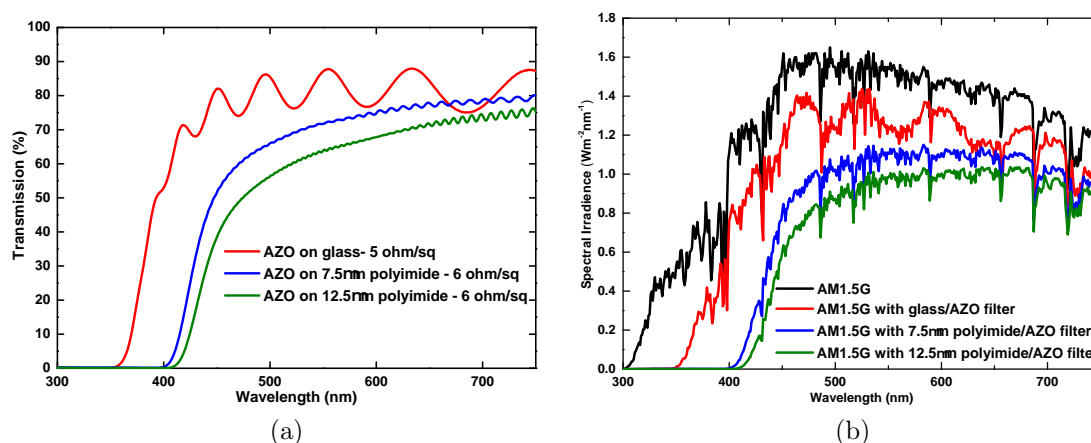 100
90
80
70
60
50
40
30
20
10
0
Transmission (%)
AZO on glass- 5 ohm/sq
AZO on 7.5mm polyimide - 6 ohm/sq
AZO on 12.5mm polyimide - 6 ohm/sq
300 400 500 600 700
Wavelength (nm)
(a)
1.8
1.6
1.4
1.2
1.0
0.8
0.6
0.4
0.2
0.0
Spectral Irradience (Wm-2nm-1)
AM1.5G
AM1.5G with glass/AZO filter
AM1.5G with 7.5mm polyimide/AZO filter
AM1.5G with 12.5mm polyimide/AZO filte
300 400 500 600 700
Wavelength (nm)
(b)